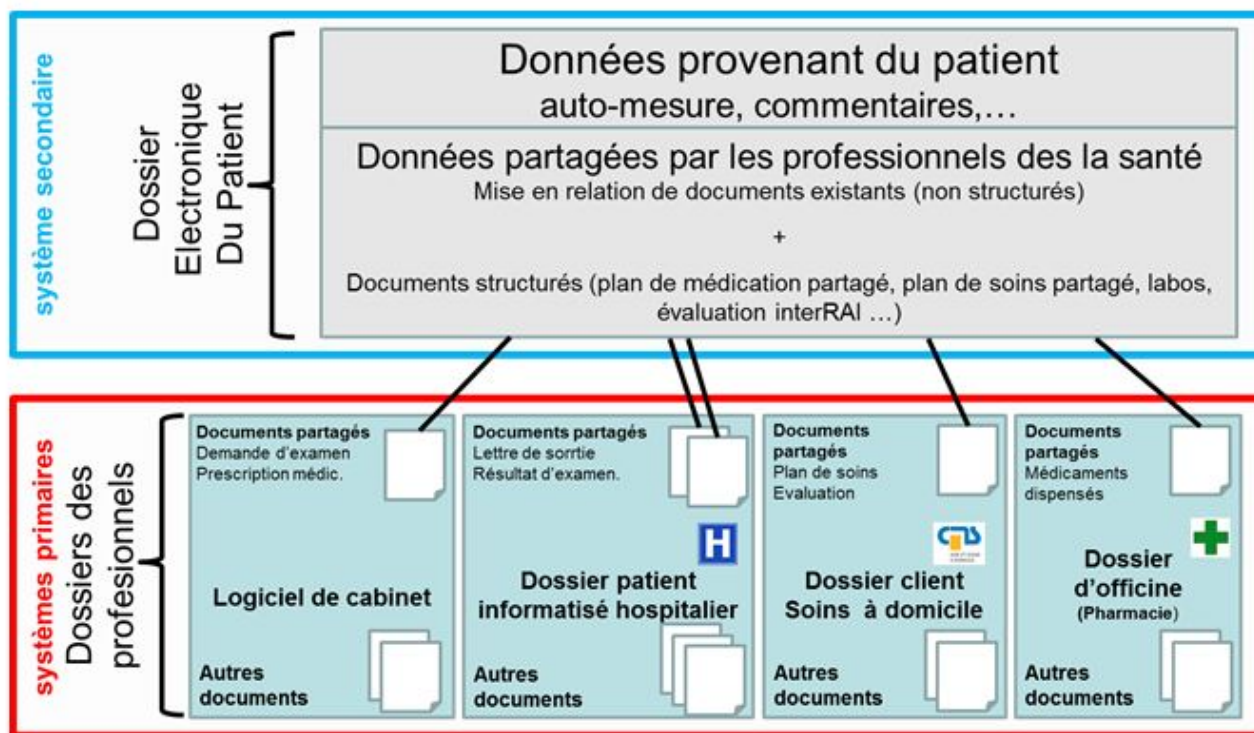 système secondaire
Dossier
Electronique
Du Patient
Données provenant du patient
auto-mesure, commentaires,…
Données partagées par les professionnels des la santé
Mise en relation de documents existants (non structurés)
+
Documents structurés (plan de médication partagé, plan de soins partagé, labos,
évaluation interRAI …)
systèmes primaires
Dossiers des
profesionnels
Documents partagés
Demande d'examen
Prescription médic.
Logiciel de cabinet
Autres
documents
Documents partagés
Lettre de sorrtie
Résultat d'examen.
H
Dossier patient
informatisé hospitalier
Autres
documents
Documents
partagés
Plan de soins
Evaluation
cms
Dossier client
Soins à domicile
Autres
documents
Documents
partagés
Médicaments
dispensés
Dossier
d'officine
(Pharmacie)
Autres
documents